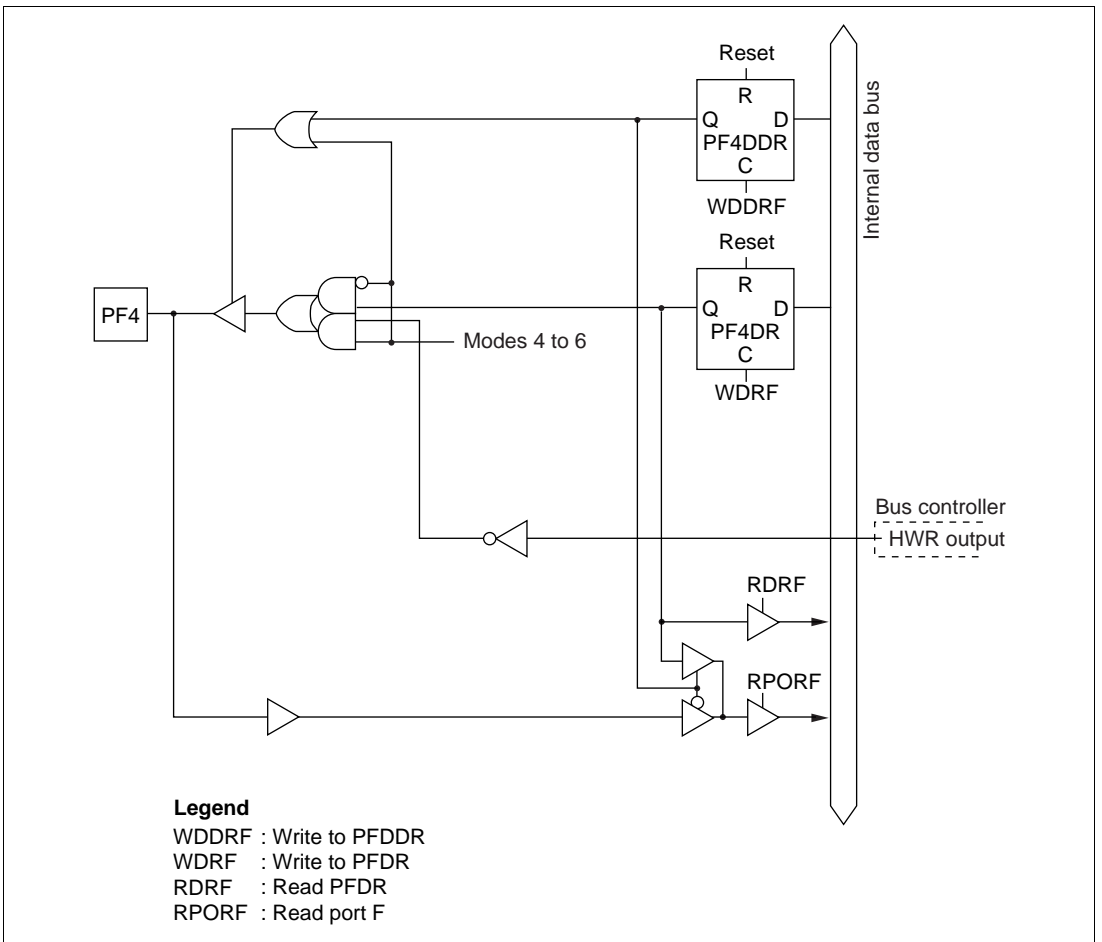 Reset
R
Q D
PF4DDR
C
WDDRF
Internal data bus
Reset
R
Q D
PF4DR
C
WDRF
PF4
Modes 4 to 6
Bus controller
HWR output
RDRF
RPORF
Legend
WDDRF : Write to PFDDR
WDRF : Write to PFDR
RDRF : Read PFDR
RPORF : Read port F